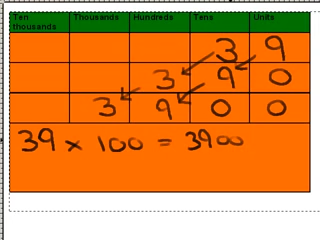 Ten thousands Thousands Hundreds Tens Units
3 9
3 9 0
3 9 0 0
39 × 100 = 3900